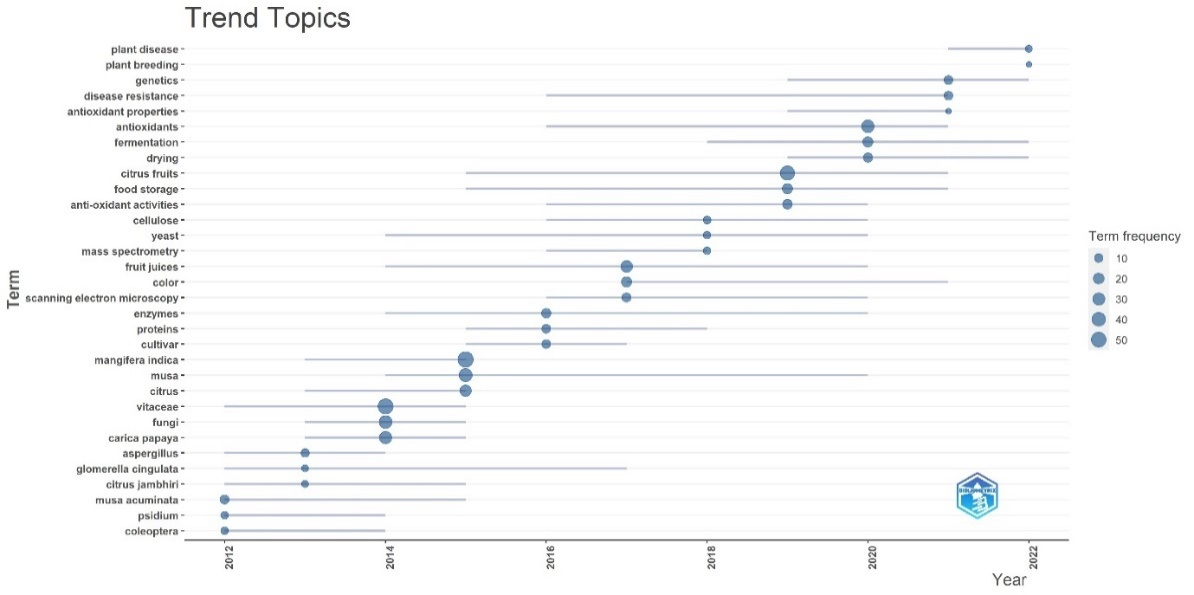 Trend Topics
plant disease
plant breeding
genetics
disease resistance
antioxidant properties
antioxidants
fermentation
drying
citrus fruits
food storage
anti-oxidant activities
cellulose
yeast
mass spectrometry
fruit juices
color
scanning electron microscopy
enzymes
proteins
cultivar
mangifera indica
musa
citrus
vitaceae
fungi
carica papaya
aspergillus
glomerella cingulata
citrus jambhiri
musa acuminata
psidium
coleoptera
Term
Term frequency
10
20
30
40
50
BIBLIOMETRIX
2012 2014 2016 2018 2020 2022
Year